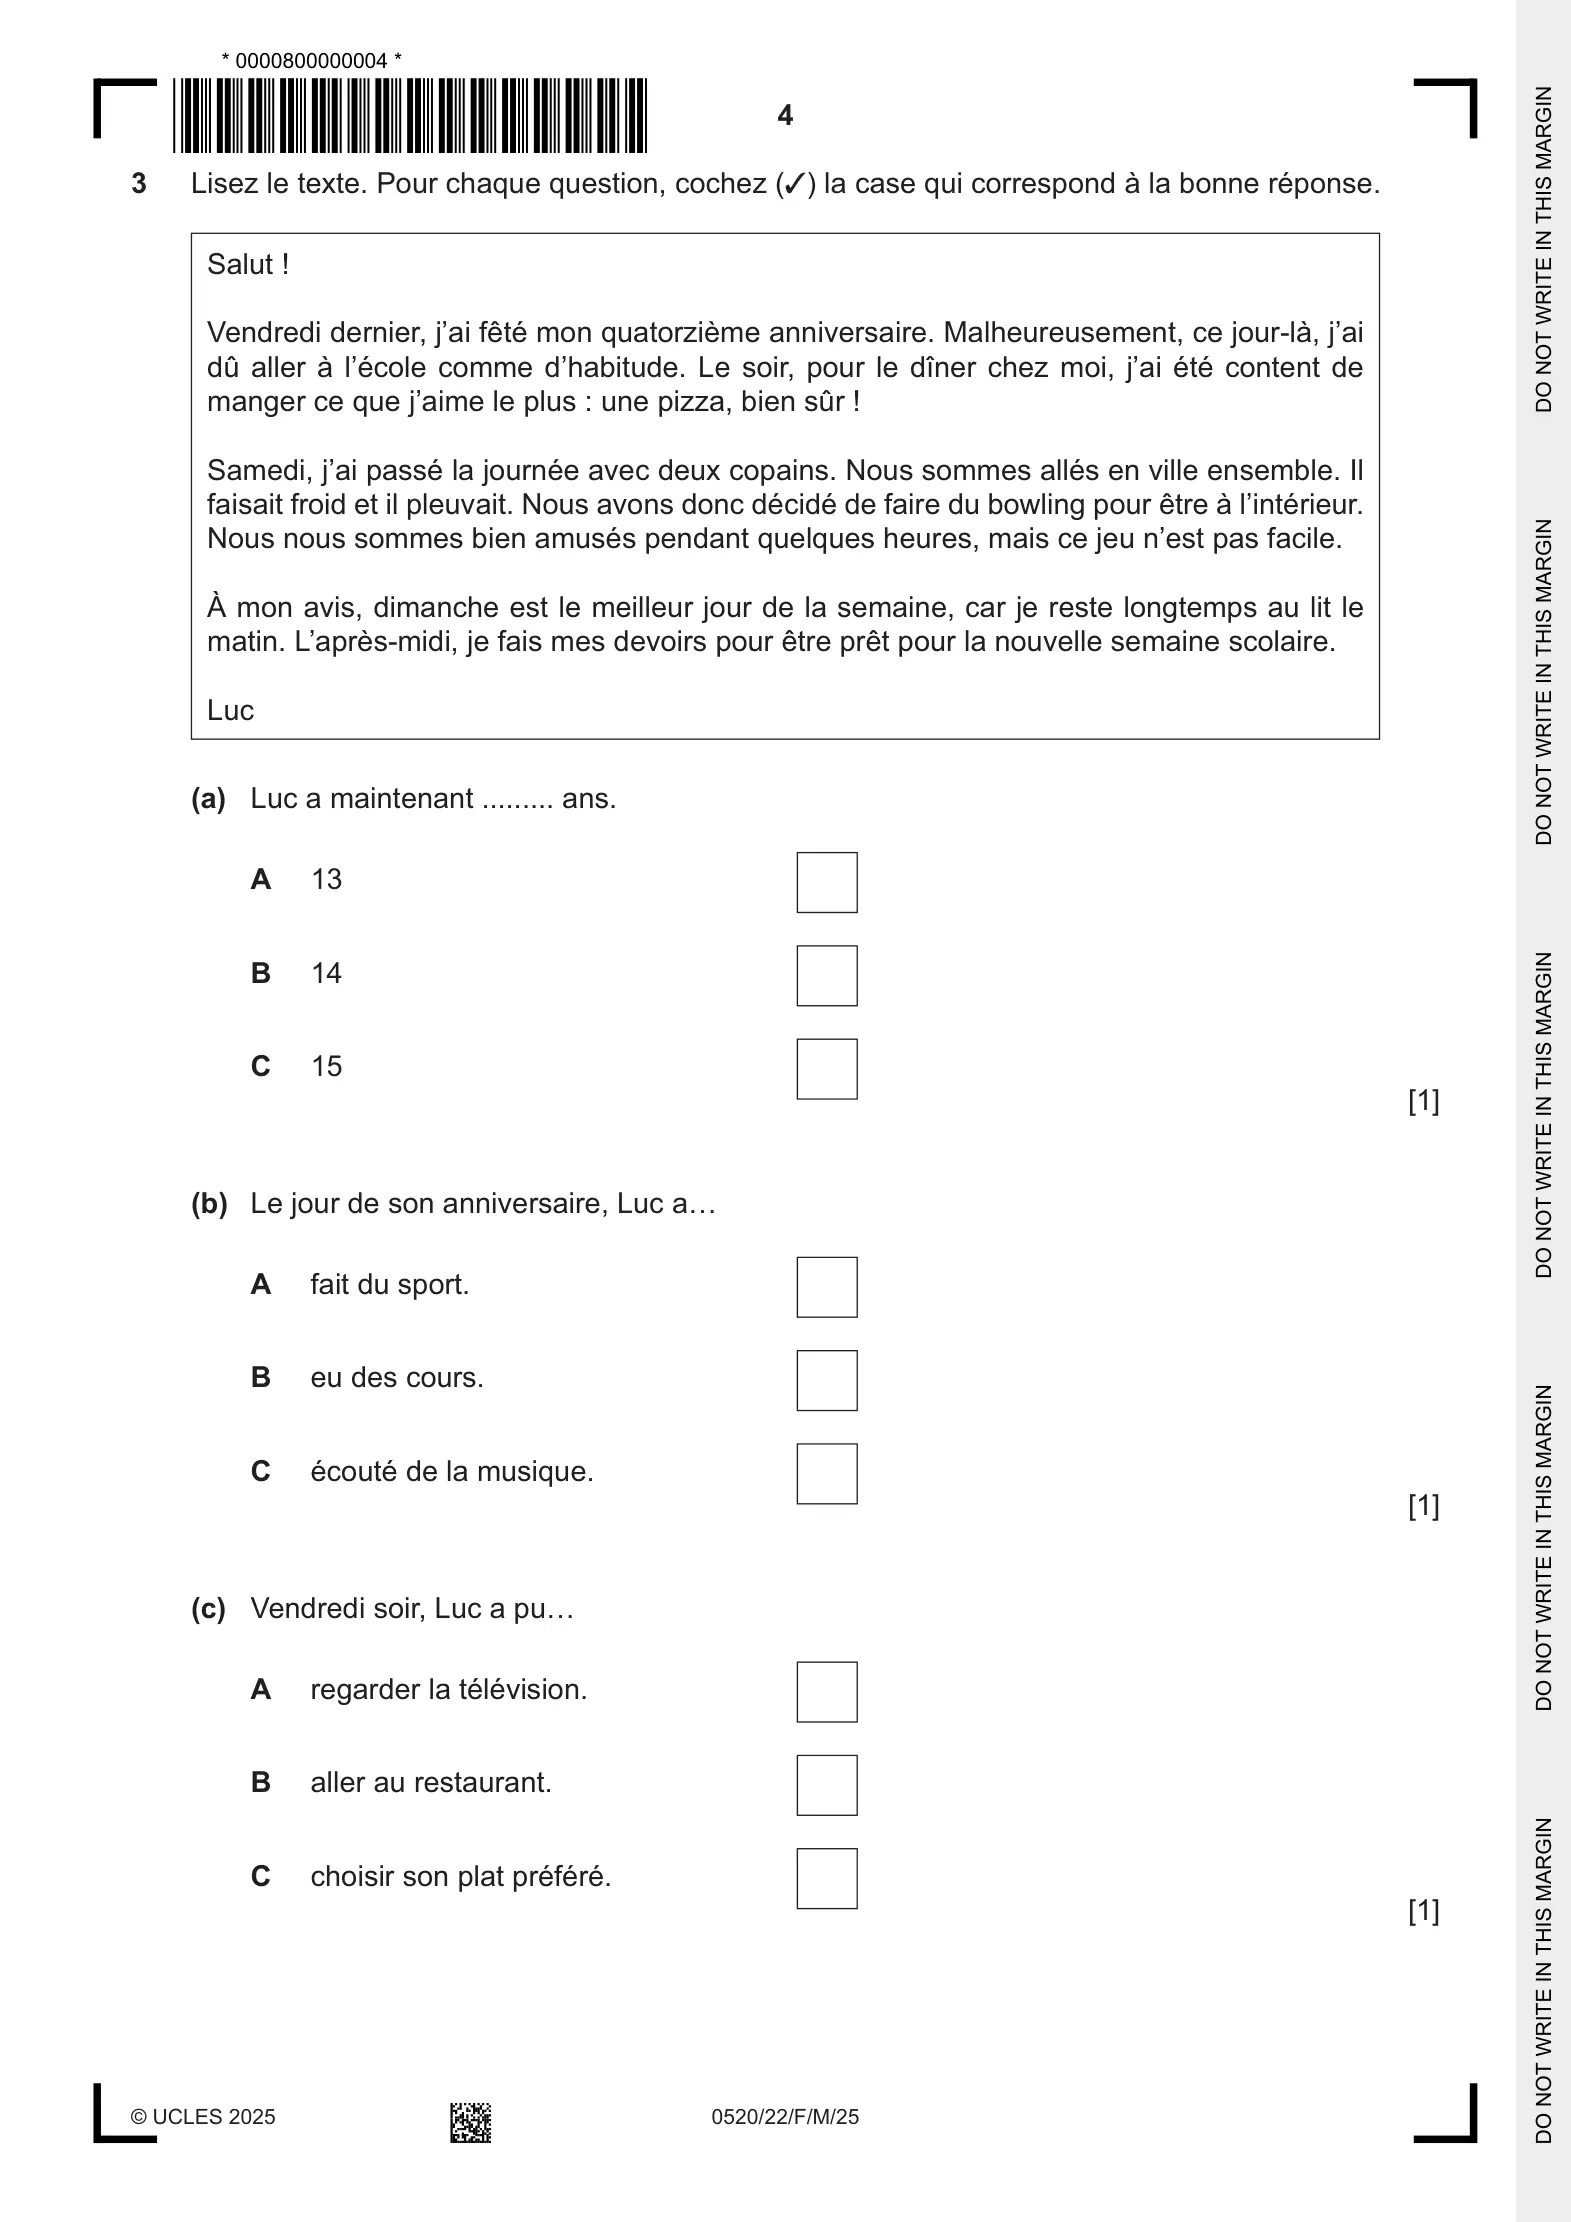 * 0000800000004 *
4
3 Lisez le texte. Pour chaque question, cochez (✓) la case qui correspond à la bonne réponse.
Salut !
Vendredi dernier, j’ai fêté mon quatorzième anniversaire. Malheureusement, ce jour-là, j’ai
dû aller à l’école comme d’habitude. Le soir, pour le dîner chez moi, j’ai été content de
manger ce que j’aime le plus : une pizza, bien sûr !
Samedi, j’ai passé la journée avec deux copains. Nous sommes allés en ville ensemble. Il
faisait froid et il pleuvait. Nous avons donc décidé de faire du bowling pour être à l’intérieur.
Nous nous sommes bien amusés pendant quelques heures, mais ce jeu n’est pas facile.
À mon avis, dimanche est le meilleur jour de la semaine, car je reste longtemps au lit le
matin. L’après-midi, je fais mes devoirs pour être prêt pour la nouvelle semaine scolaire.
Luc
(a) Luc a maintenant ......... ans.
A 13
B 14
C 15
[1]
(b) Le jour de son anniversaire, Luc a…
A fait du sport.
B eu des cours.
C écouté de la musique.
[1]
(c) Vendredi soir, Luc a pu…
A regarder la télévision.
B aller au restaurant.
C choisir son plat préféré.
[1]
© UCLES 2025
0520/22/F/M/25
DO NOT WRITE IN THIS MARGIN
DO NOT WRITE IN THIS MARGIN
DO NOT WRITE IN THIS MARGIN
DO NOT WRITE IN THIS MARGIN
DO NOT WRITE IN THIS MARGIN